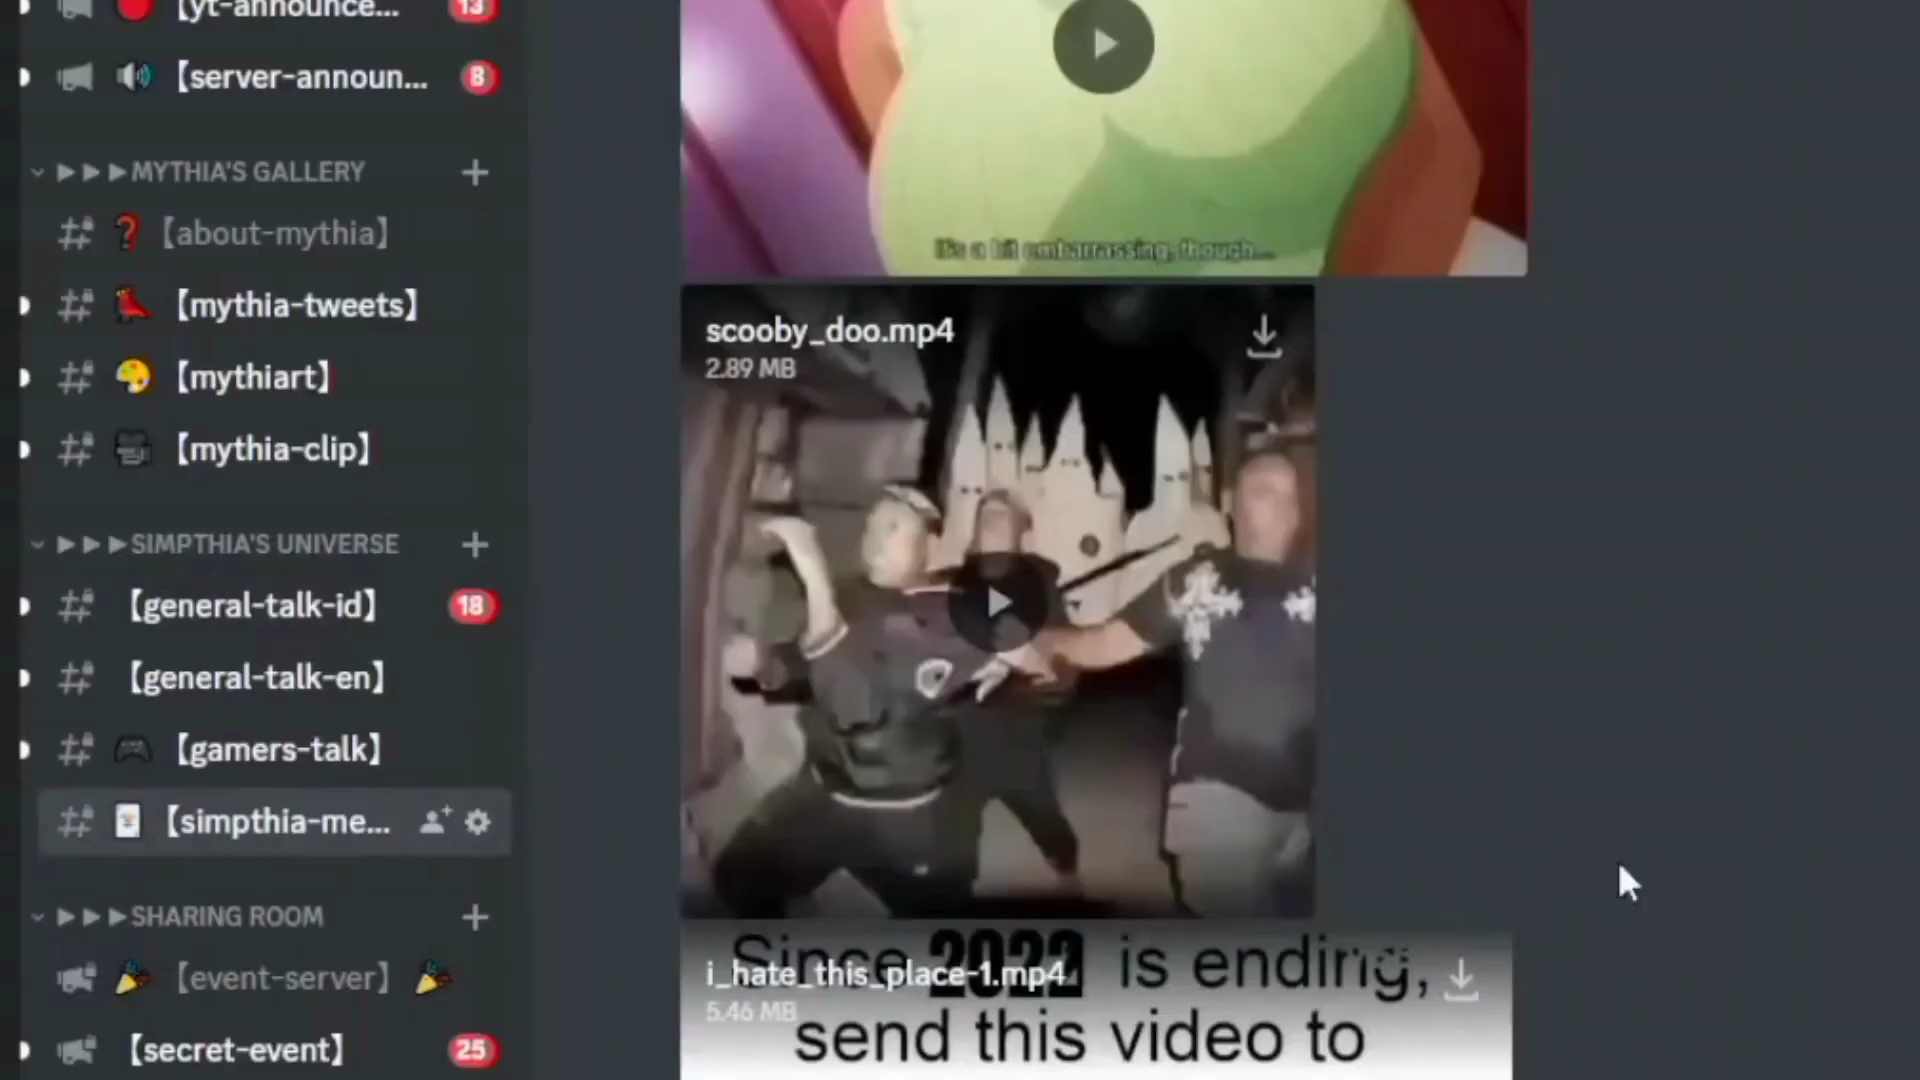 【yt-announce...
13
【server-announ...
8
MYTHIA'S GALLERY
【about-mythia】
【mythia-tweets】
【mythiart】
【mythia-clip】
SIMPTHIA'S UNIVERSE
【general-talk-id】
18
【general-talk-en】
【gamers-talk】
【simpthia-me...
SHARING ROOM
【event-server】
【secret-event】
25
It's a bit embarrassing, though...
scooby_doo.mp4
2.89 MB
Since 2022 is ending,
i_hate_this_place-1.mp4
5.46 MB
send this video to